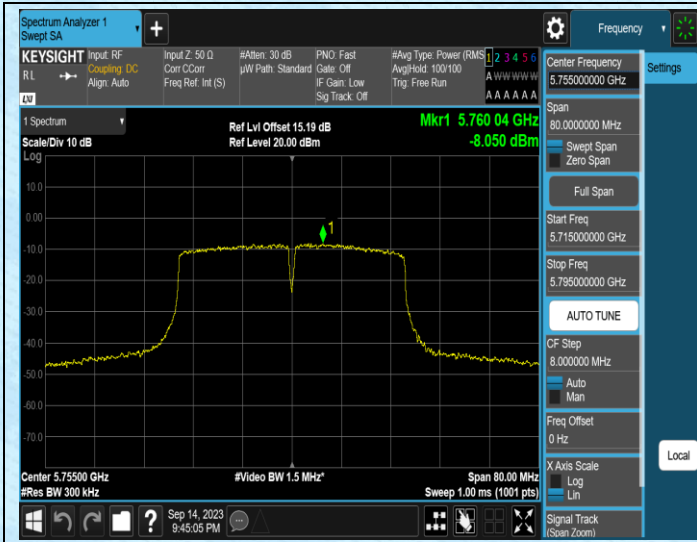 Spectrum Analyzer 1
Swept SA
Frequency
KEYSIGHT
RL
LXI
Input: RF
Coupling: DC
Align: Auto
Input Z: 50 Ω
Corr CCorr
Freq Ref: Int (S)
#Atten: 30 dB
µW Path: Standard
PNO: Fast
Gate: Off
IF Gain: Low
Sig Track: Off
#Avg Type: Power (RMS
Avg|Hold: 100/100
Trig: Free Run
1 2 3 4 5 6
A W W W W W
A A A A A A
1 Spectrum
Scale/Div 10 dB
Ref Lvl Offset 15.19 dB
Ref Level 20.00 dBm
Mkr1 5.760 04 GHz
-8.050 dBm
Log
10.0
0.00
-10.0
-20.0
-30.0
-40.0
-50.0
-60.0
-70.0
1
Center 5.75500 GHz
#Res BW 300 kHz
#Video BW 1.5 MHz*
Span 80.00 MHz
Sweep 1.00 ms (1001 pts)
Sep 14, 2023
9:45:05 PM
Center Frequency
5.755000000 GHz
Span
80.0000000 MHz
Swept Span
Zero Span
Full Span
Start Freq
5.715000000 GHz
Stop Freq
5.795000000 GHz
AUTO TUNE
CF Step
8.000000 MHz
Auto
Man
Freq Offset
0 Hz
X Axis Scale
Log
Lin
Signal Track
(Span Zoom)
Settings
Local